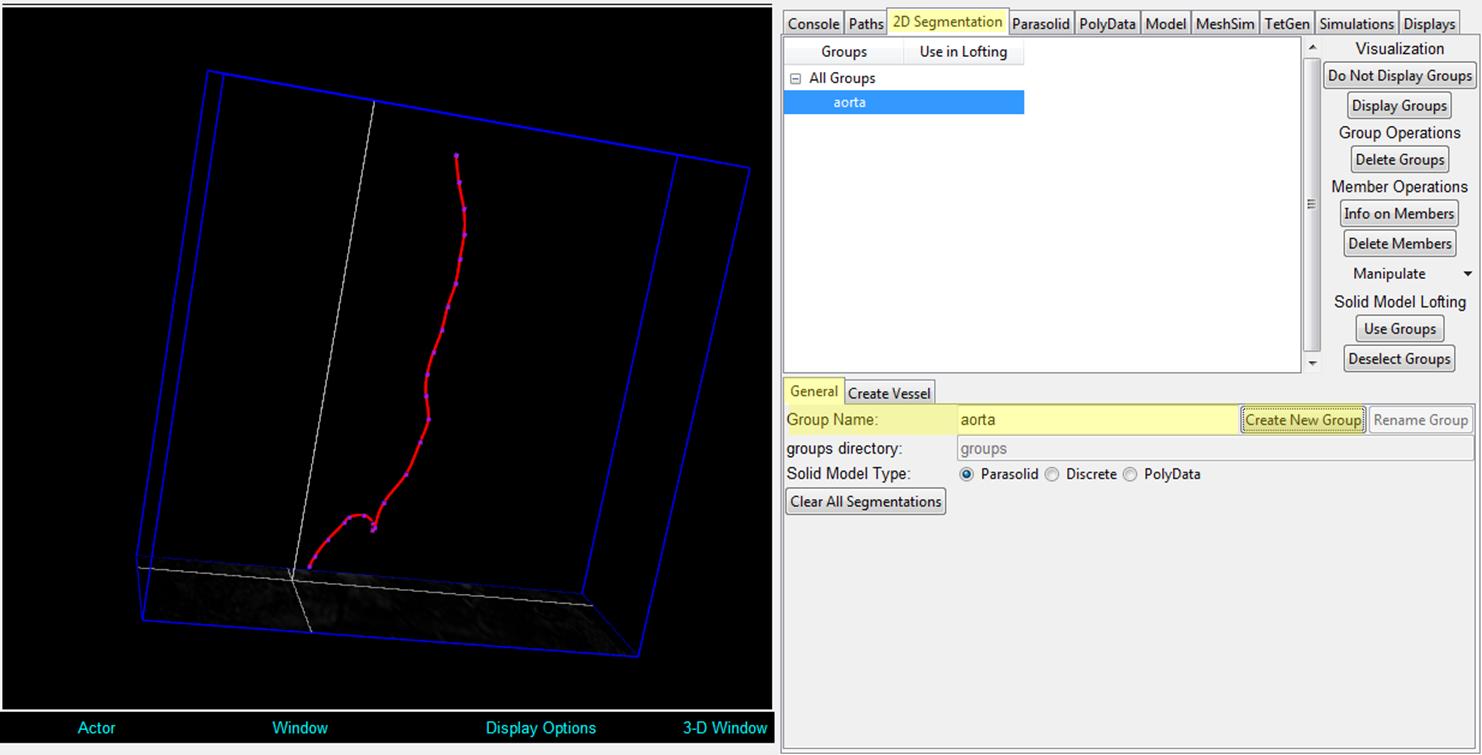 Console Paths 2D Segmentation Parasolid PolyData Model MeshSim TetGen Simulations Displays
Groups Use in Lofting
All Groups
aorta
Visualization
Do Not Display Groups
Display Groups
Group Operations
Delete Groups
Member Operations
Info on Members
Delete Members
Manipulate
Solid Model Lofting
Use Groups
Deselect Groups
General Create Vessel
Group Name: aorta Create New Group Rename Group
groups directory: groups
Solid Model Type: Parasolid Discrete PolyData
Clear All Segmentations
Actor Window Display Options 3-D Window